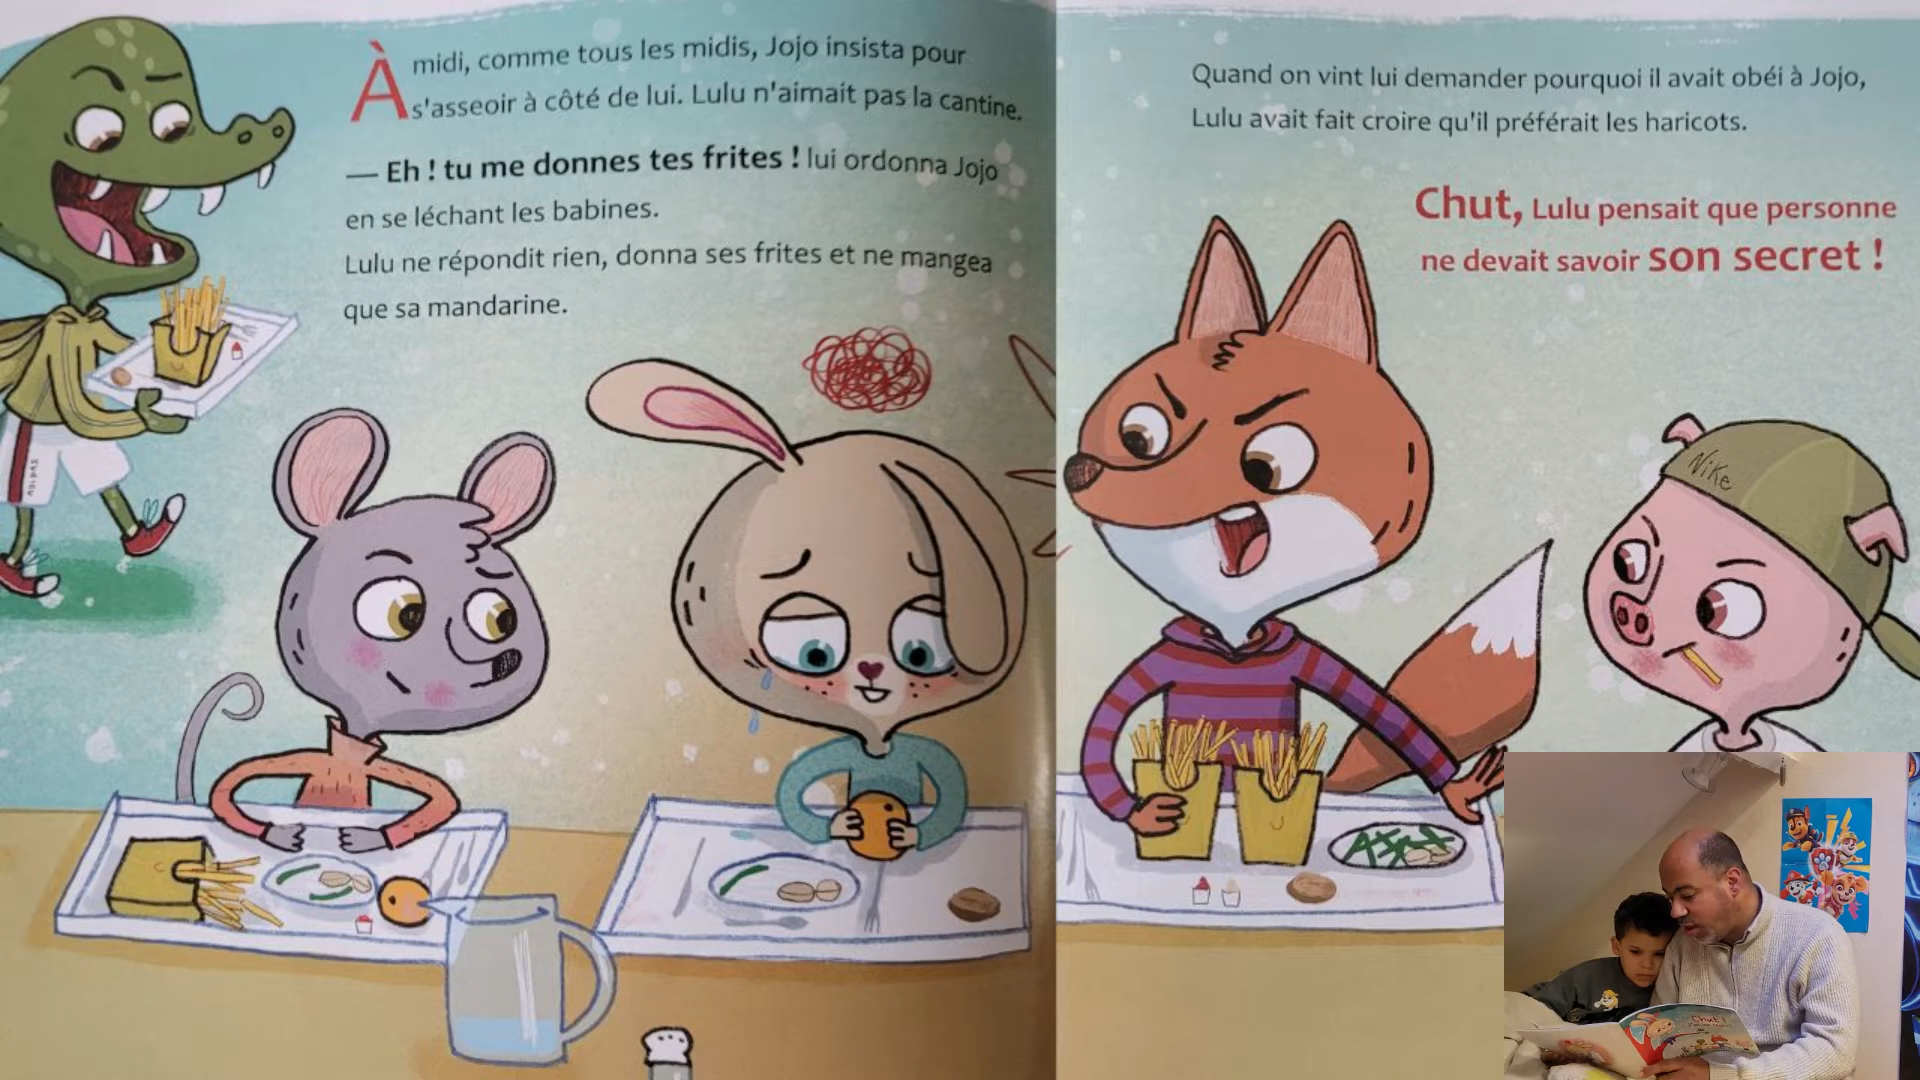 À midi, comme tous les midis, Jojo insista pour
s'asseoir à côté de lui. Lulu n'aimait pas la cantine.
— Eh ! tu me donnes tes frites ! lui ordonna Jojo
en se léchant les babines.
Lulu ne répondit rien, donna ses frites et ne mangea
que sa mandarine.
Quand on vint lui demander pourquoi il avait obéi à Jojo,
Lulu avait fait croire qu'il préférait les haricots.
Chut, Lulu pensait que personne
ne devait savoir son secret !
Nike
Chut !